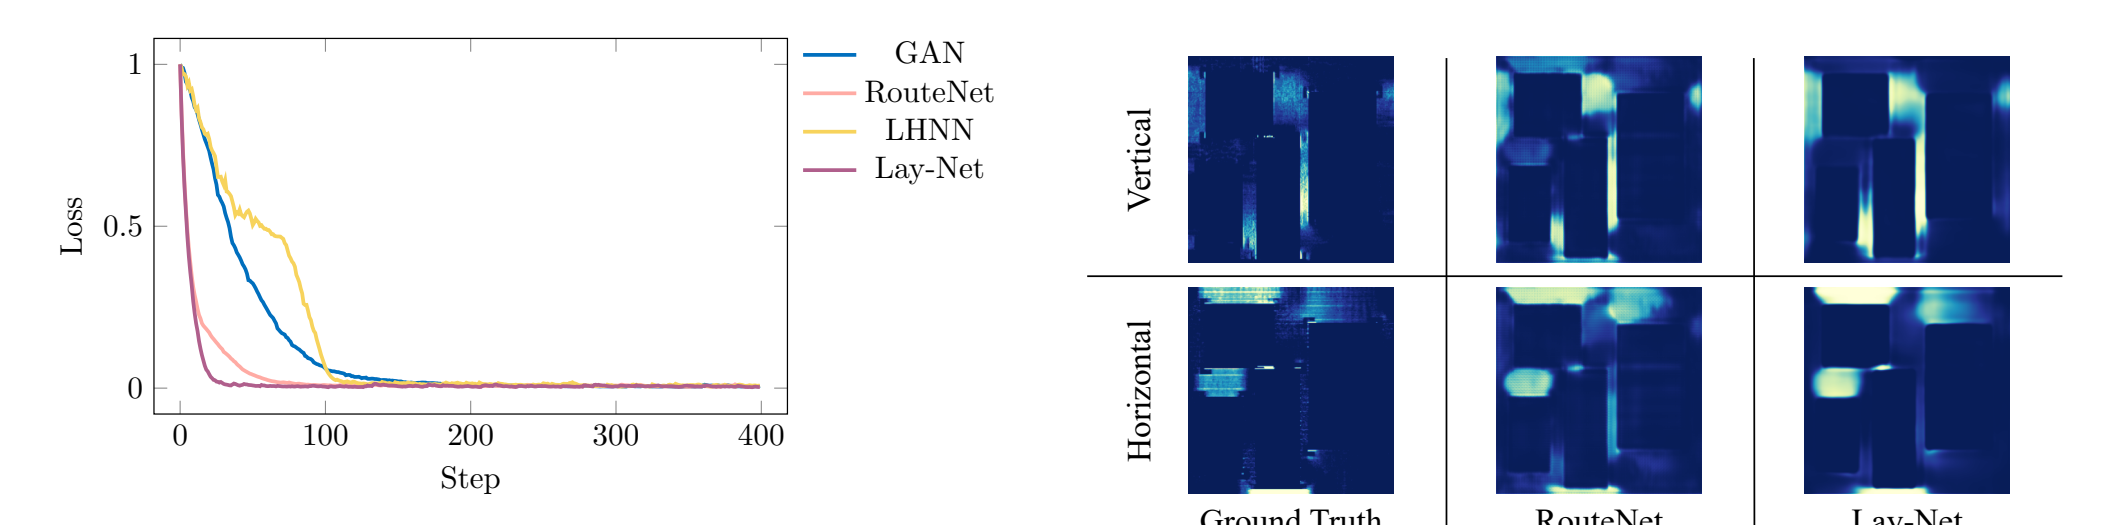 1
0.5
0
Loss
0
100
200
300
400
Step
GAN
RouteNet
LHNN
Lay-Net
Vertical
Horizontal
Ground Truth
RouteNet
Lay-Net